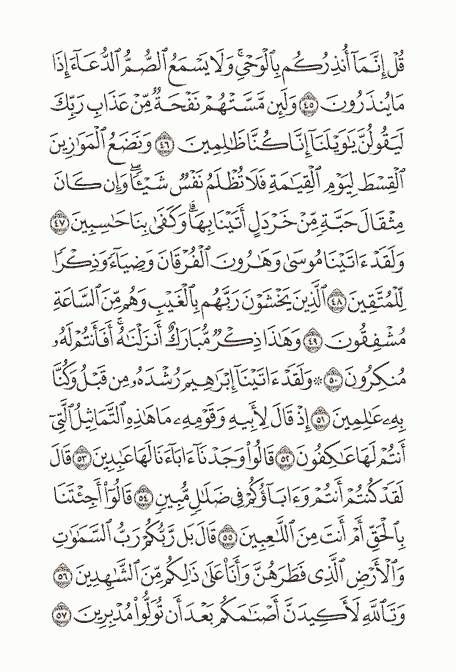 قُلْ إِنَّمَآ أُنذِرُكُم بِٱلْوَحْىِ ۚ وَلَا يَسْمَعُ ٱلصُّمُّ ٱلدُّعَآءَ إِذَا
مَا يُنذَرُونَ ٤٥ وَلَئِن مَّسَّتْهُمْ نَفْحَةٌ مِّنْ عَذَابِ رَبِّكَ
لَيَقُولُنَّ يَٰوَيْلَنَآ إِنَّا كُنَّا ظَٰلِمِينَ ٤٦ وَنَضَعُ ٱلْمَوَٰزِينَ
ٱلْقِسْطَ لِيَوْمِ ٱلْقِيَٰمَةِ فَلَا تُظْلَمُ نَفْسٌ شَيْـًٔا ۖ وَإِن كَانَ
مِثْقَالَ حَبَّةٍ مِّنْ خَرْدَلٍ أَتَيْنَا بِهَا ۗ وَكَفَىٰ بِنَا حَٰسِبِينَ ٤٧
وَلَقَدْ ءَاتَيْنَا مُوسَىٰ وَهَٰرُونَ ٱلْفُرْقَانَ وَضِيَآءً وَذِكْرًا
لِّلْمُتَّقِينَ ٤٨ ٱلَّذِينَ يَخْشَوْنَ رَبَّهُم بِٱلْغَيْبِ وَهُم مِّنَ ٱلسَّاعَةِ
مُشْفِقُونَ ٤٩ وَهَٰذَا ذِكْرٌ مُّبَارَكٌ أَنزَلْنَٰهُ ۚ أَفَأَنتُمْ لَهُۥ
مُنكِرُونَ ٥٠ ۞ وَلَقَدْ ءَاتَيْنَآ إِبْرَٰهِيمَ رُشْدَهُۥ مِن قَبْلُ وَكُنَّا
بِهِۦ عَٰلِمِينَ ٥١ إِذْ قَالَ لِأَبِيهِ وَقَوْمِهِۦ مَا هَٰذِهِ ٱلتَّمَاثِيلُ ٱلَّتِىٓ
أَنتُمْ لَهَا عَٰكِفُونَ ٥٢ قَالُوا۟ وَجَدْنَآ ءَابَآءَنَا لَهَا عَٰبِدِينَ ٥٣ قَالَ
لَقَدْ كُنتُمْ أَنتُمْ وَءَابَآؤُكُمْ فِى ضَلَٰلٍ مُّبِينٍ ٥٤ قَالُوٓا۟ أَجِئْتَنَا
بِٱلْحَقِّ أَمْ أَنتَ مِنَ ٱللَّٰعِبِينَ ٥٥ قَالَ بَل رَّبُّكُمْ رَبُّ ٱلسَّمَٰوَٰتِ
وَٱلْأَرْضِ ٱلَّذِى فَطَرَهُنَّ وَأَنَا۠ عَلَىٰ ذَٰلِكُم مِّنَ ٱلشَّٰهِدِينَ ٥٦
وَتَٱللَّهِ لَأَكِيدَنَّ أَصْنَٰمَكُم بَعْدَ أَن تُوَلُّوا۟ مُدْبِرِينَ ٥٧